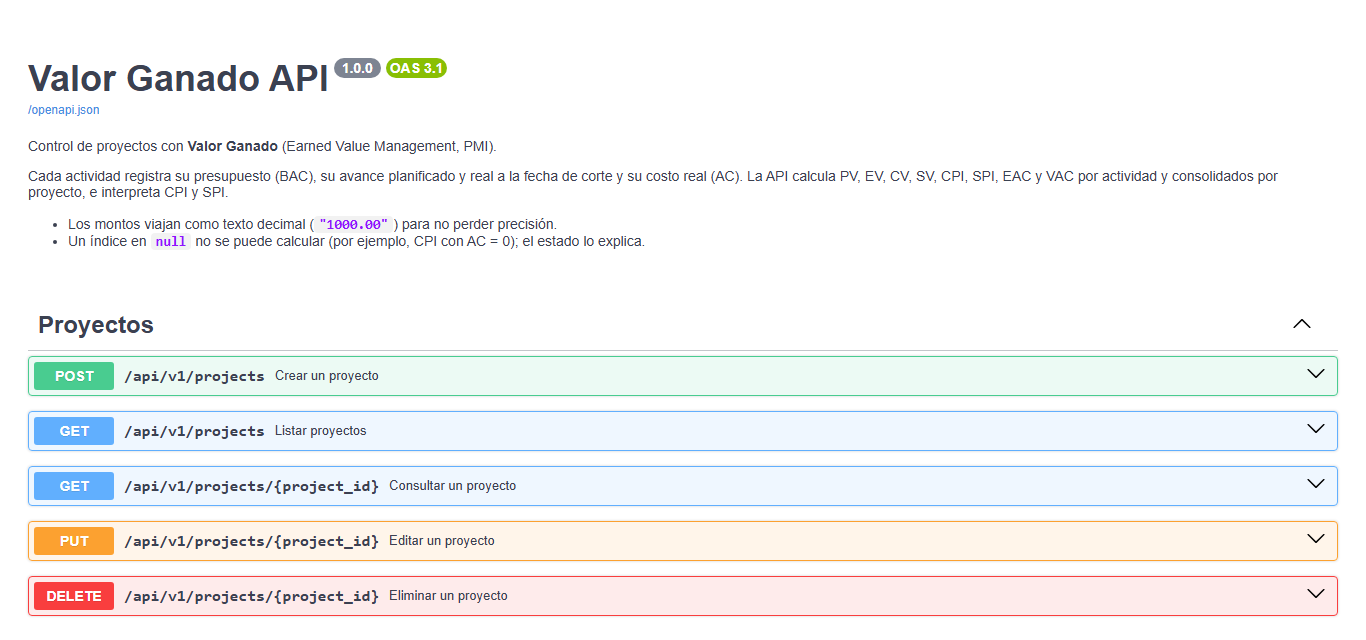 Valor Ganado API 1.0.0 OAS 3.1
/openapi.json
Control de proyectos con Valor Ganado (Earned Value Management, PMI).
Cada actividad registra su presupuesto (BAC), su avance planificado y real a la fecha de corte y su costo real (AC). La API calcula PV, EV, CV, SV, CPI, SPI, EAC y VAC por actividad y consolidados por
proyecto, e interpreta CPI y SPI.
• Los montos viajan como texto decimal ( "1000.00" ) para no perder precisión.
• Un índice en null no se puede calcular (por ejemplo, CPI con AC = 0); el estado lo explica.
Proyectos
POST /api/v1/projects Crear un proyecto
GET /api/v1/projects Listar proyectos
GET /api/v1/projects/{project_id} Consultar un proyecto
PUT /api/v1/projects/{project_id} Editar un proyecto
DELETE /api/v1/projects/{project_id} Eliminar un proyecto